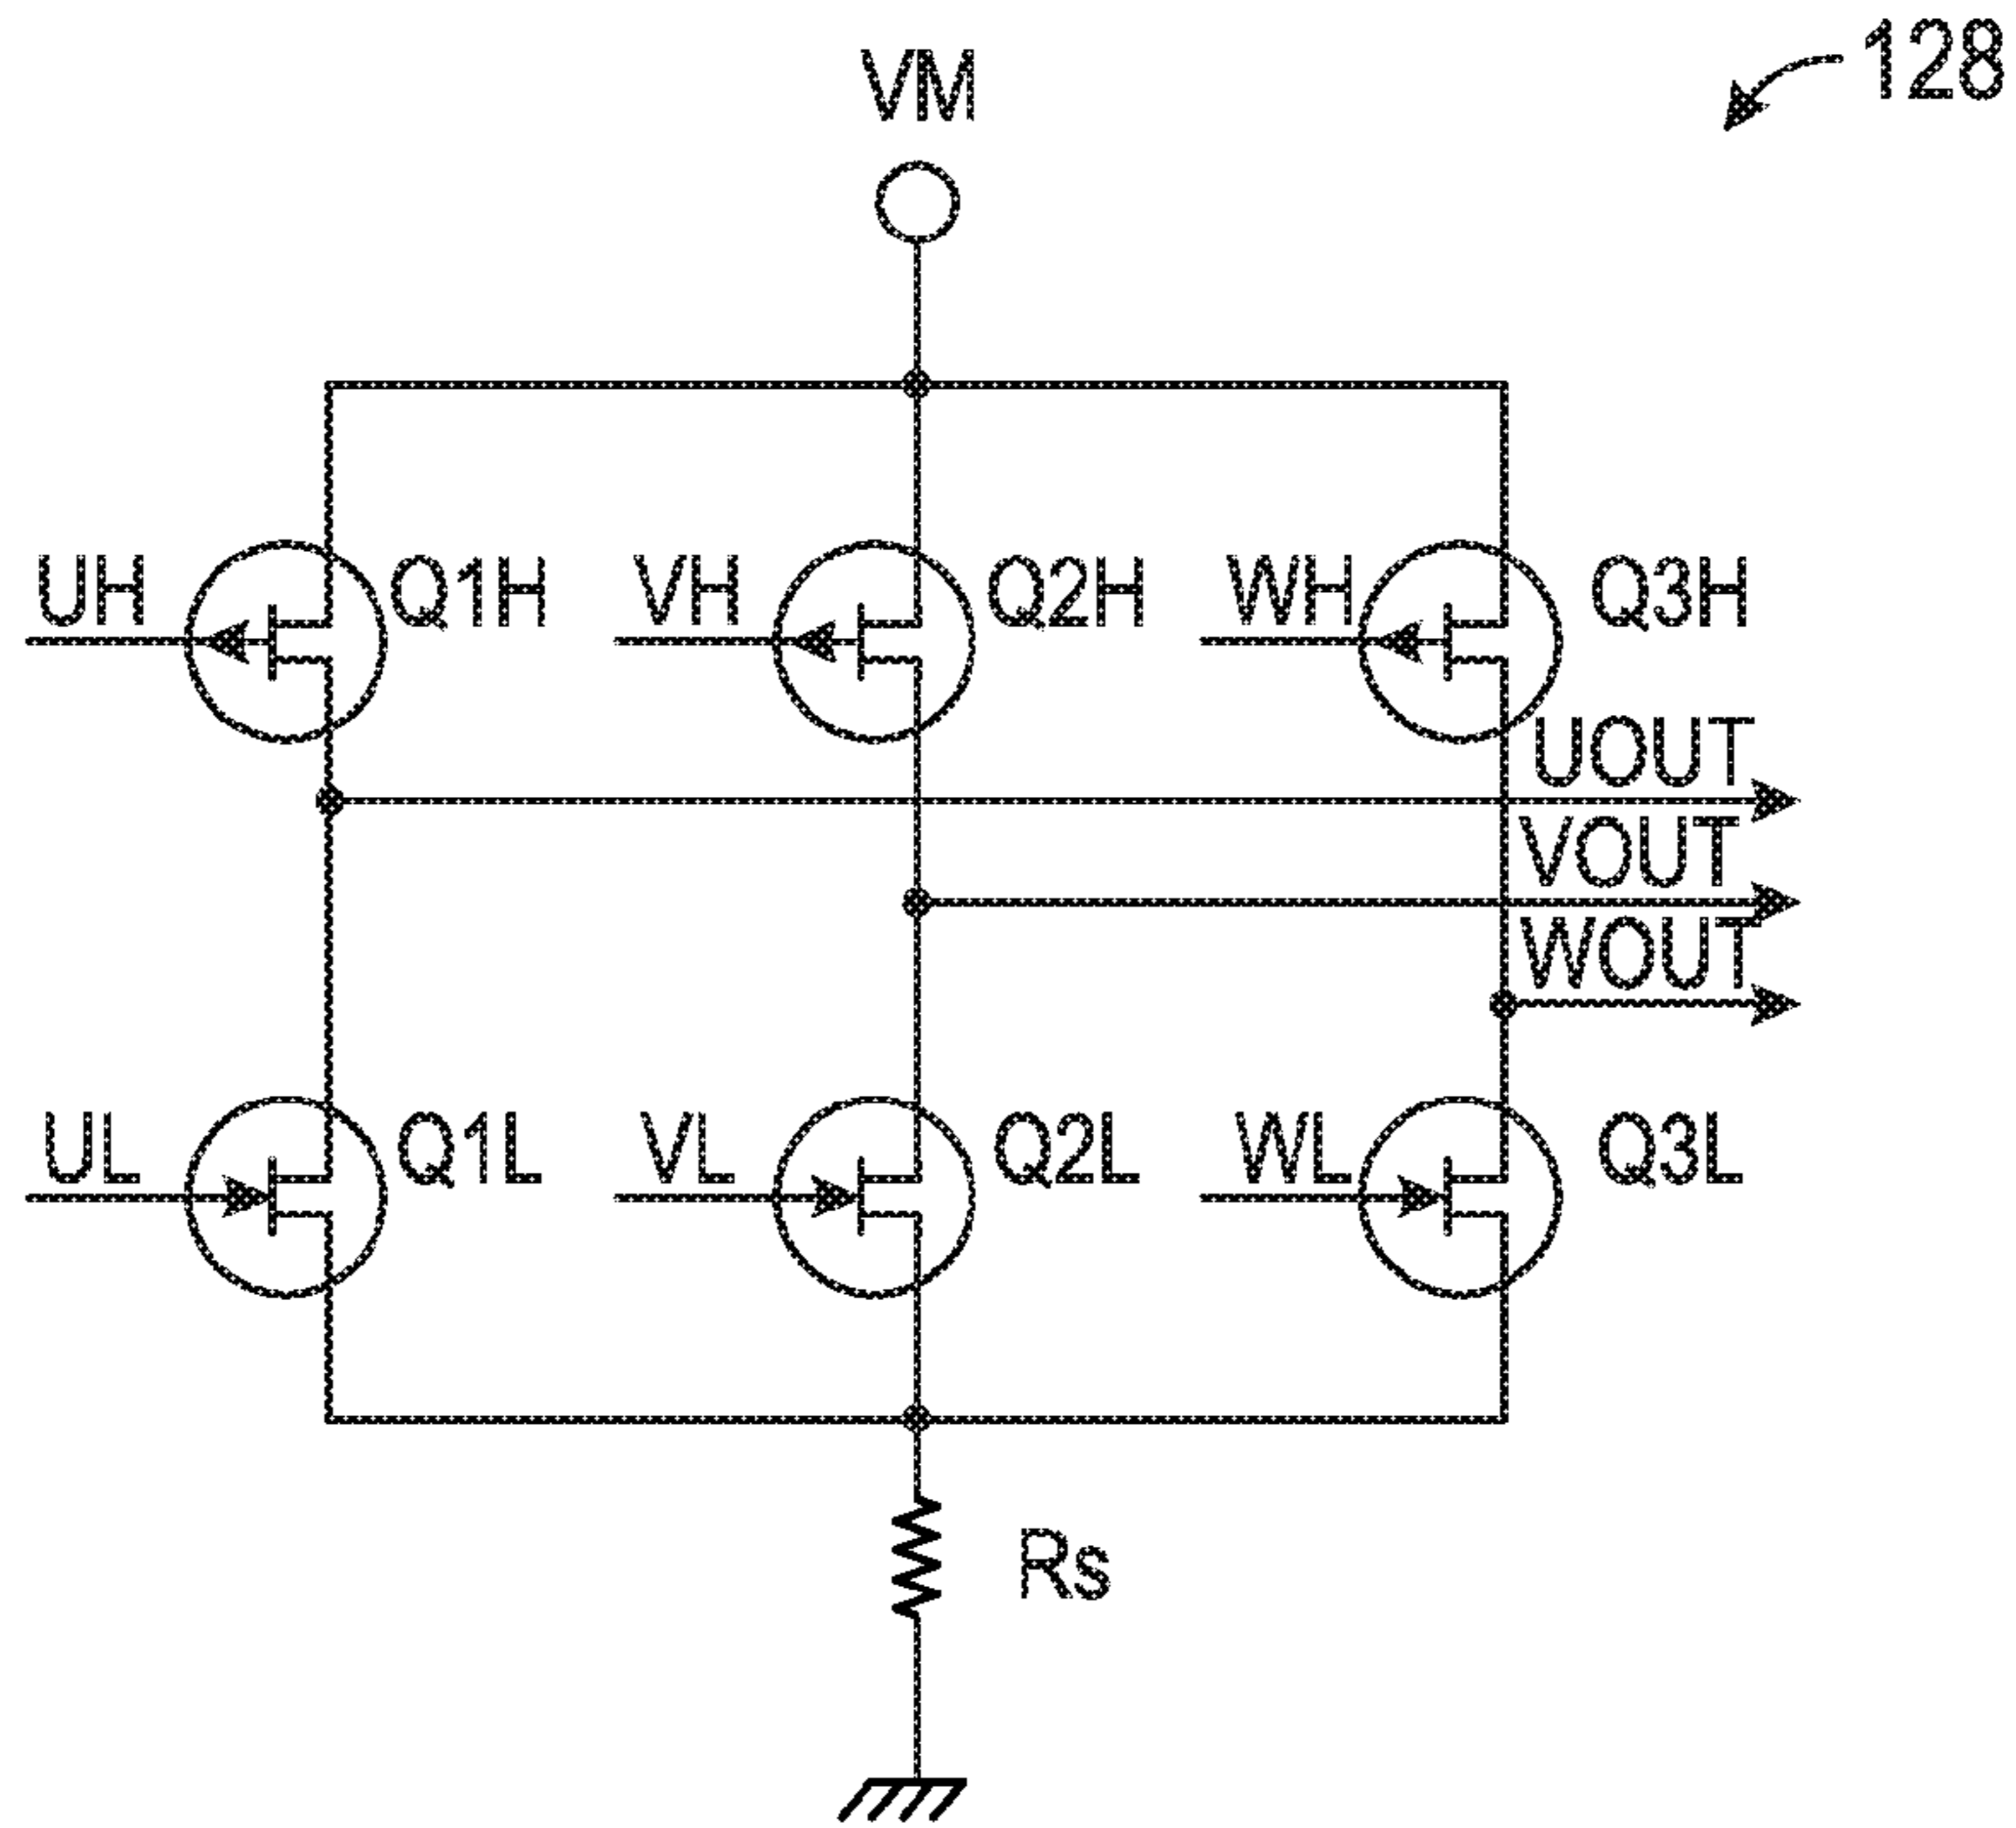 128
VM
UH Q1H VH Q2H WH Q3H
UOUT
VOUT
WOUT
UL Q1L VL Q2L WL Q3L
Rs